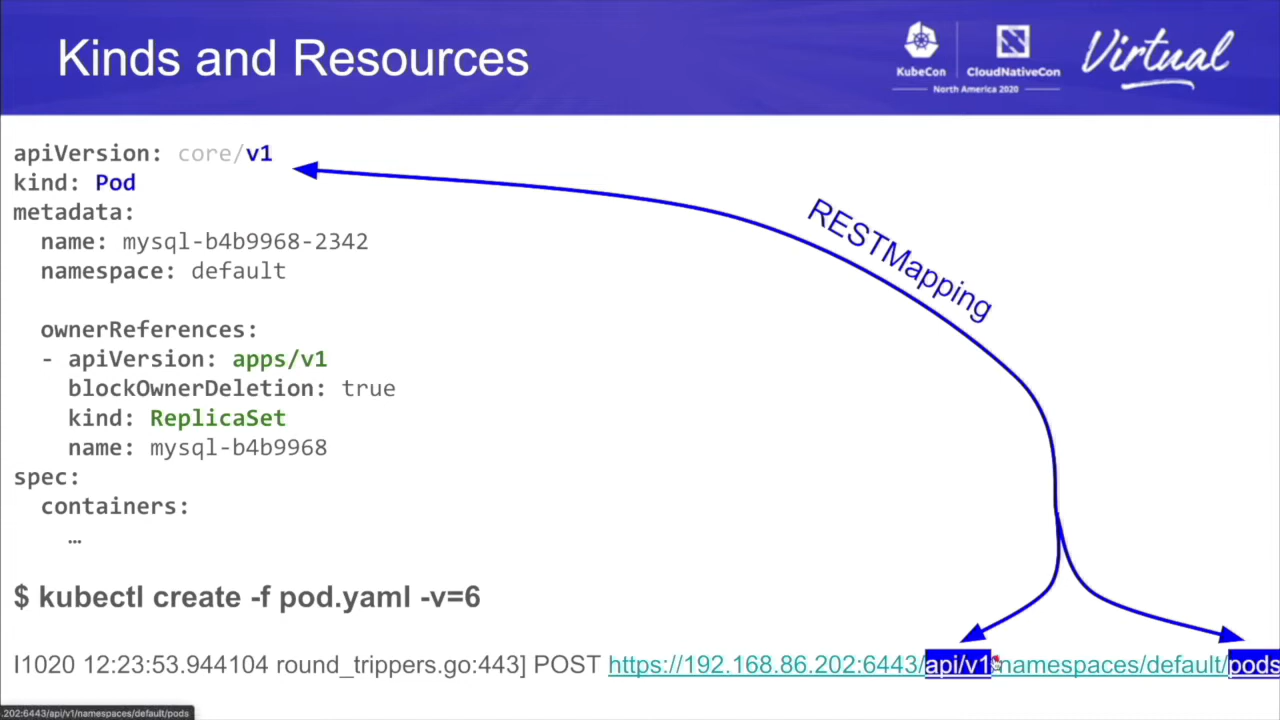 Kinds and Resources
KubeCon CloudNativeCon
North America 2020
Virtual
apiVersion: core/v1
kind: Pod
metadata:
  name: mysql-b4b9968-2342
  namespace: default
  ownerReferences:
  - apiVersion: apps/v1
    blockOwnerDeletion: true
    kind: ReplicaSet
    name: mysql-b4b9968
spec:
  containers:
    …
RESTMapping
$ kubectl create -f pod.yaml -v=6
I1020 12:23:53.944104 round_trippers.go:443] POST https://192.168.86.202:6443/api/v1/namespaces/default/pods
.202:6443/api/v1/namespaces/default/pods